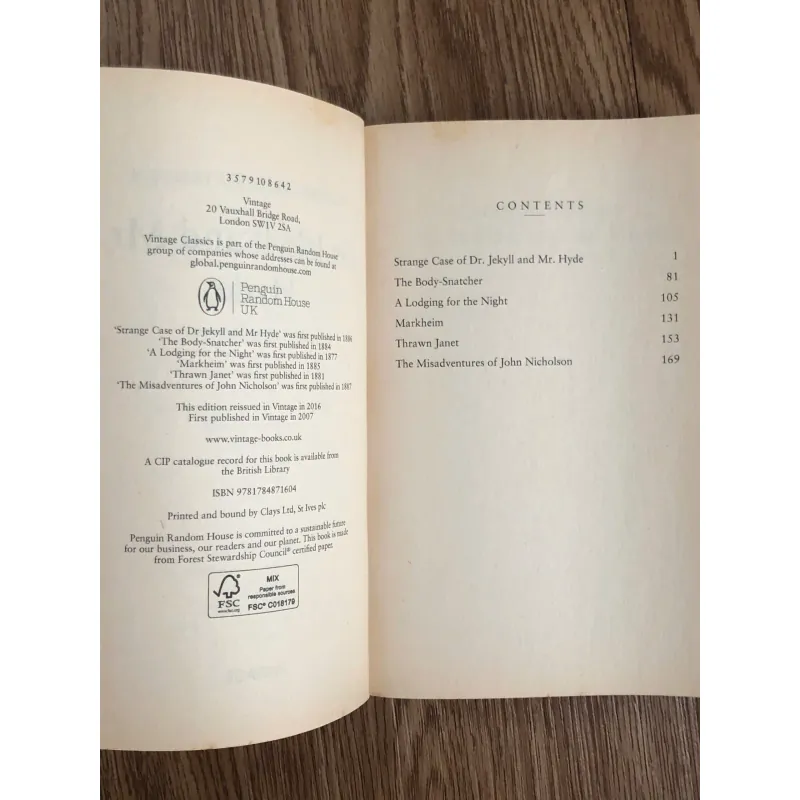 3 5 7 9 10 8 6 4 2
Vintage
20 Vauxhall Bridge Road,
London SW1V 2SA
Vintage Classics is part of the Penguin Random House
group of companies whose addresses can be found at
global.penguinrandomhouse.com
Penguin
Random House
UK
'Strange Case of Dr Jekyll and Mr Hyde' was first published in 1886
'The Body-Snatcher' was first published in 1884
'A Lodging for the Night' was first published in 1877
'Markheim' was first published in 1885
'Thrawn Janet' was first published in 1881
'The Misadventures of John Nicholson' was first published in 1887
This edition reissued in Vintage in 2016
First published in Vintage in 2007
www.vintage-books.co.uk
A CIP catalogue record for this book is available from
the British Library
ISBN 9781784871604
Printed and bound by Clays Ltd, St Ives plc
Penguin Random House is committed to a sustainable future
for our business, our readers and our planet. This book is made
from Forest Stewardship Council® certified paper.
MIX
Paper from
responsible sources
FSC
www.fsc.org
FSC® C018179
CONTENTS
Strange Case of Dr. Jekyll and Mr. Hyde 1
The Body-Snatcher 81
A Lodging for the Night 105
Markheim 131
Thrawn Janet 153
The Misadventures of John Nicholson 169